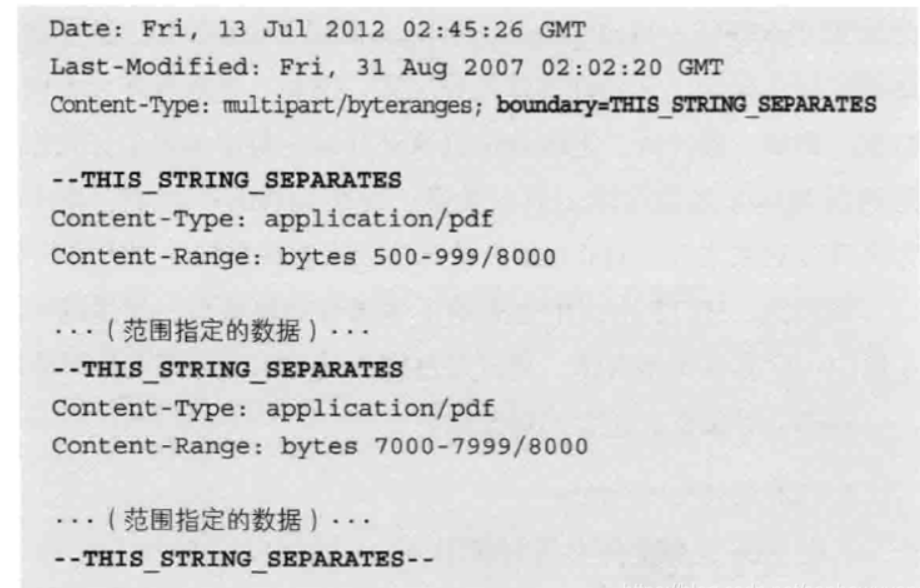 Date: Fri, 13 Jul 2012 02:45:26 GMT
Last-Modified: Fri, 31 Aug 2007 02:02:20 GMT
Content-Type: multipart/byteranges; boundary=THIS_STRING_SEPARATES
--THIS_STRING_SEPARATES
Content-Type: application/pdf
Content-Range: bytes 500-999/8000
···(范围指定的数据)···
--THIS_STRING_SEPARATES
Content-Type: application/pdf
Content-Range: bytes 7000-7999/8000
···(范围指定的数据)···
--THIS_STRING_SEPARATES--